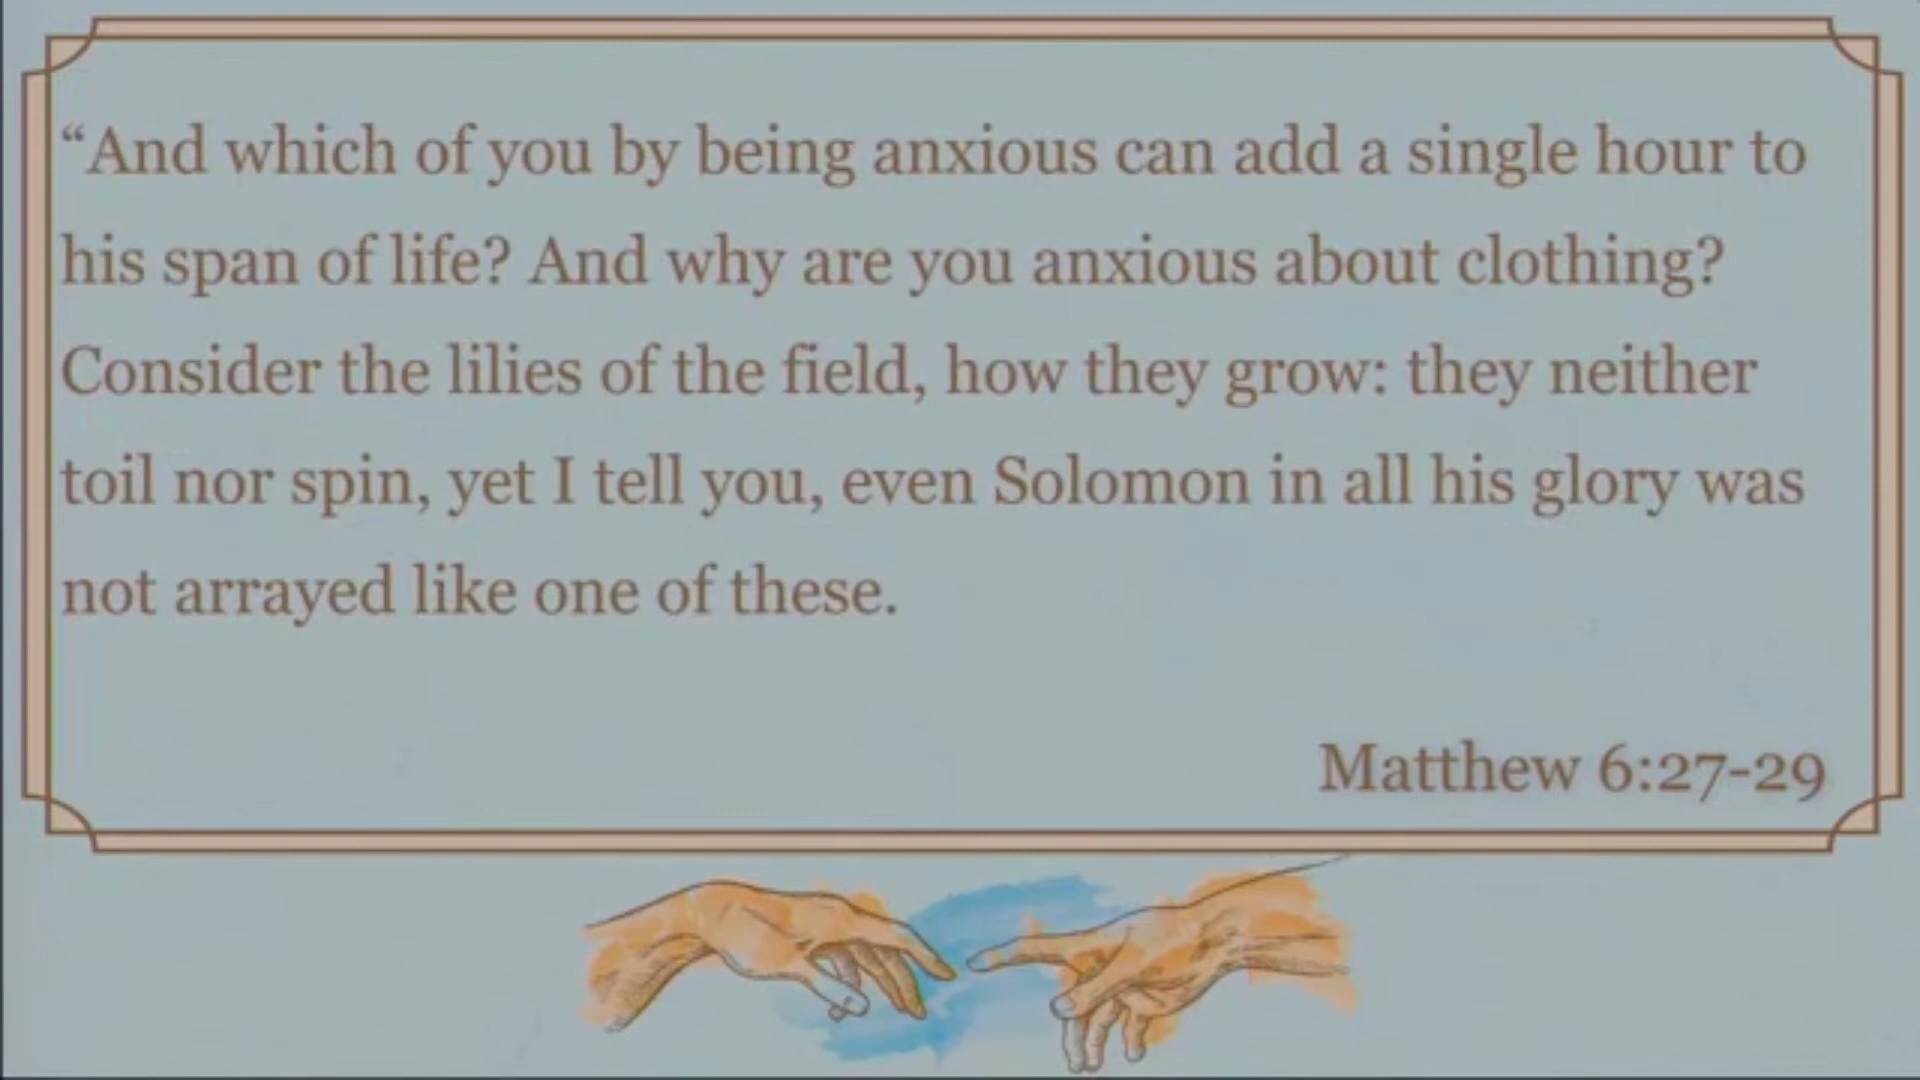 “And which of you by being anxious can add a single hour to
his span of life? And why are you anxious about clothing?
Consider the lilies of the field, how they grow: they neither
toil nor spin, yet I tell you, even Solomon in all his glory was
not arrayed like one of these.
Matthew 6:27-29